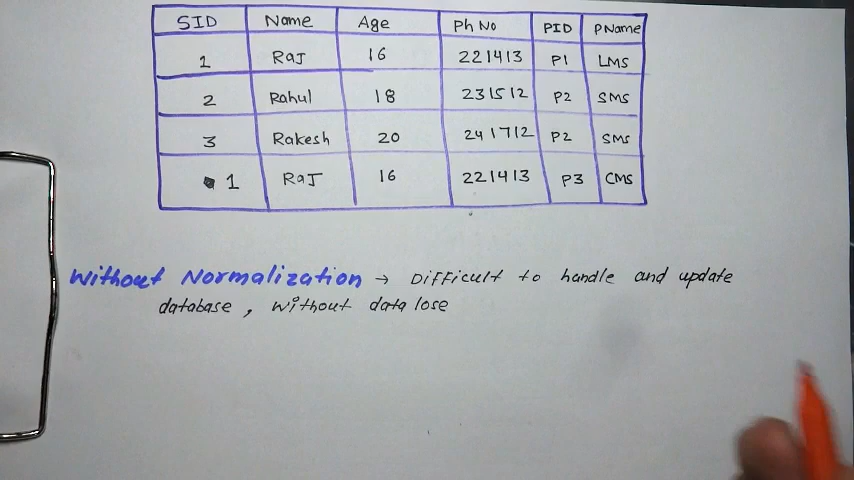 SID Name Age Ph No PID PName
1 Raj 16 221413 P1 LMS
2 Rahul 18 231512 P2 SMS
3 Rakesh 20 241712 P2 SMS
1 Raj 16 221413 P3 CMS
Without Normalization → Difficult to handle and update
database, without data lose